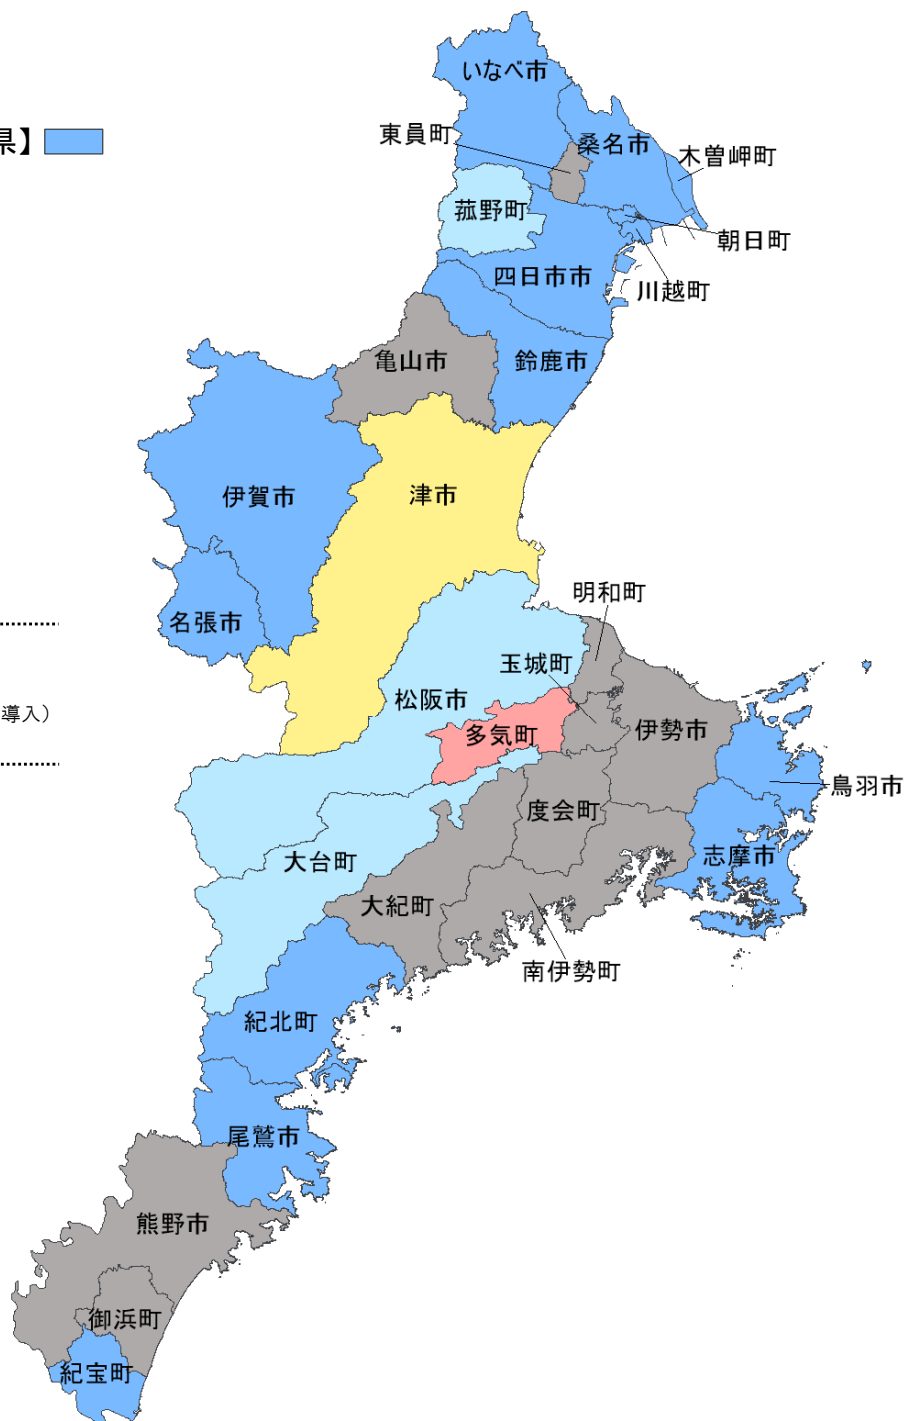 いなべ市
東員町
県】
桑名市
木曽岬町
菰野町
朝日町
四日市市
川越町
亀山市
鈴鹿市
伊賀市
津市
明和町
名張市
玉城町
松阪市
導入）
多気町
伊勢市
鳥羽市
度会町
志摩市
大台町
大紀町
南伊勢町
紀北町
尾鷲市
熊野市
御浜町
紀宝町